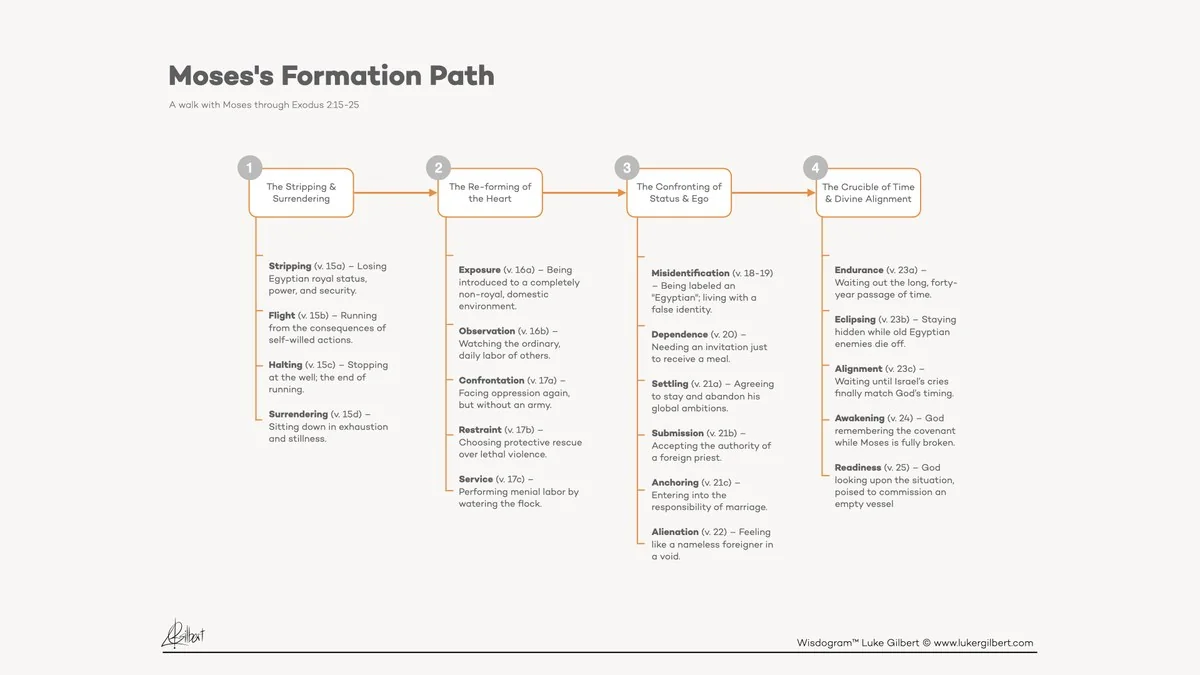 Moses's Formation Path
A walk with Moses through Exodus 2:15-25
1
The Stripping &
Surrendering
Stripping (v. 15a) – Losing
Egyptian royal status,
power, and security.
Flight (v. 15b) – Running
from the consequences of
self-willed actions.
Halting (v. 15c) – Stopping
at the well; the end of
running.
Surrendering (v. 15d) –
Sitting down in exhaustion
and stillness.
2
The Re-forming of
the Heart
Exposure (v. 16a) – Being
introduced to a completely
non-royal, domestic
environment.
Observation (v. 16b) –
Watching the ordinary,
daily labor of others.
Confrontation (v. 17a) –
Facing oppression again,
but without an army.
Restraint (v. 17b) –
Choosing protective rescue
over lethal violence.
Service (v. 17c) –
Performing menial labor by
watering the flock.
3
The Confronting of
Status & Ego
Misidentification (v. 18-19)
– Being labeled an
"Egyptian"; living with a
false identity.
Dependence (v. 20) –
Needing an invitation just
to receive a meal.
Settling (v. 21a) – Agreeing
to stay and abandon his
global ambitions.
Submission (v. 21b) –
Accepting the authority of
a foreign priest.
Anchoring (v. 21c) –
Entering into the
responsibility of marriage.
Alienation (v. 22) – Feeling
like a nameless foreigner in
a void.
4
The Crucible of Time
& Divine Alignment
Endurance (v. 23a) –
Waiting out the long, forty-
year passage of time.
Eclipsing (v. 23b) – Staying
hidden while old Egyptian
enemies die off.
Alignment (v. 23c) –
Waiting until Israel's cries
finally match God's timing.
Awakening (v. 24) – God
remembering the covenant
while Moses is fully broken.
Readiness (v. 25) – God
looking upon the situation,
poised to commission an
empty vessel
Gilbert
Wisdogram™ Luke Gilbert © www.lukergilbert.com